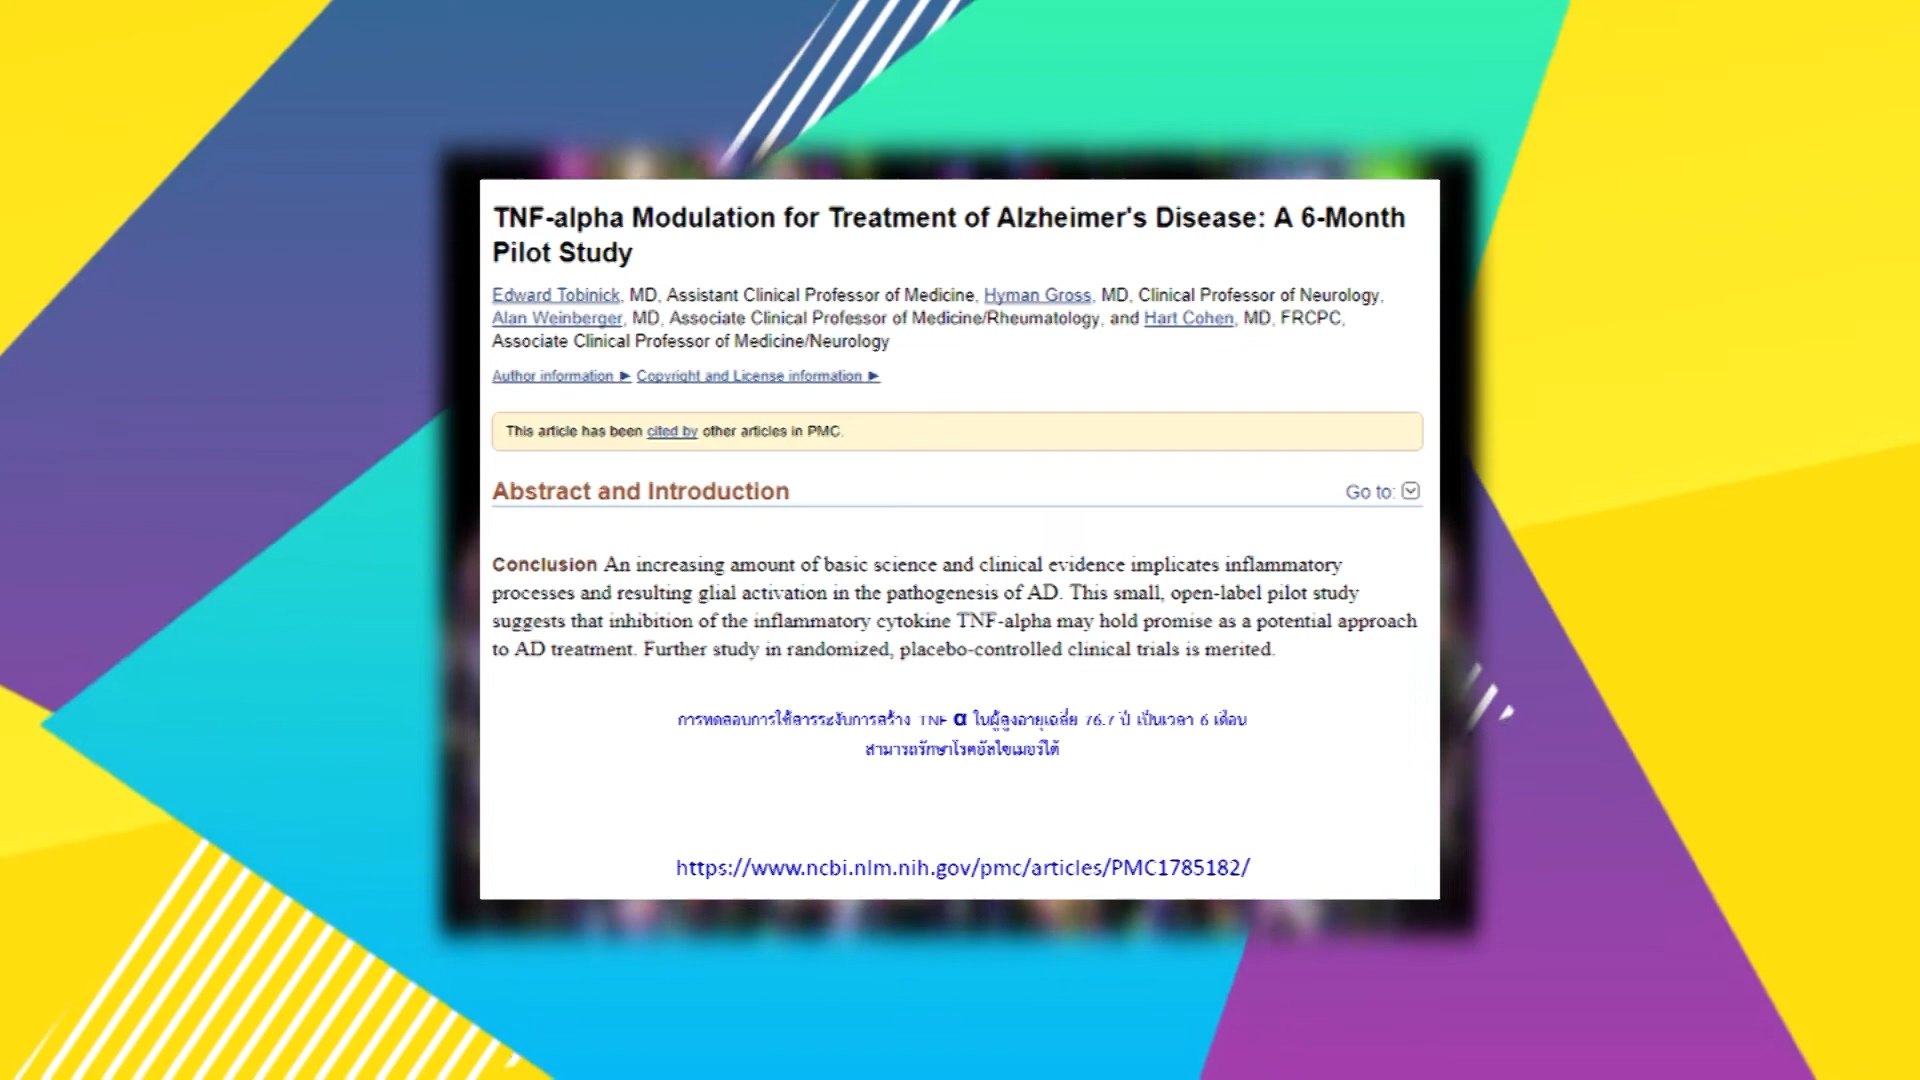 TNF-alpha Modulation for Treatment of Alzheimer's Disease: A 6-Month
Pilot Study
Edward Tobinick, MD, Assistant Clinical Professor of Medicine, Hyman Gross, MD, Clinical Professor of Neurology,
Alan Weinberger, MD, Associate Clinical Professor of Medicine/Rheumatology, and Hart Cohen, MD, FRCPC,
Associate Clinical Professor of Medicine/Neurology
Author information ► Copyright and License information ►
This article has been cited by other articles in PMC.
Abstract and Introduction
Go to:
Conclusion An increasing amount of basic science and clinical evidence implicates inflammatory
processes and resulting glial activation in the pathogenesis of AD. This small, open-label pilot study
suggests that inhibition of the inflammatory cytokine TNF-alpha may hold promise as a potential approach
to AD treatment. Further study in randomized, placebo-controlled clinical trials is merited.
การทดสอบการใช้สารระงับการสร้าง TNF α ในผู้สูงอายุเฉลี่ย 76.7 ปี เป็นเวลา 6 เดือน
สามารถรักษาโรคอัลไซเมอร์ได้
https://www.ncbi.nlm.nih.gov/pmc/articles/PMC1785182/